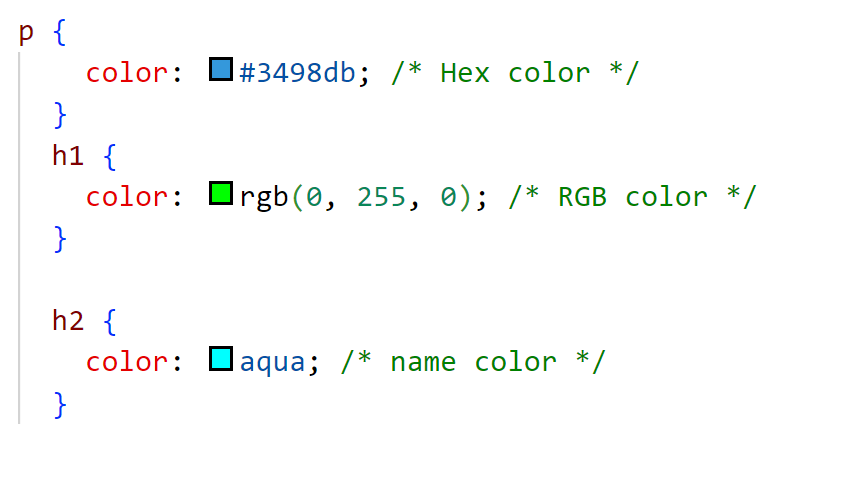 p {
color: #3498db; /* Hex color */
}
h1 {
color: rgb(0, 255, 0); /* RGB color */
}
h2 {
color: aqua; /* name color */
}